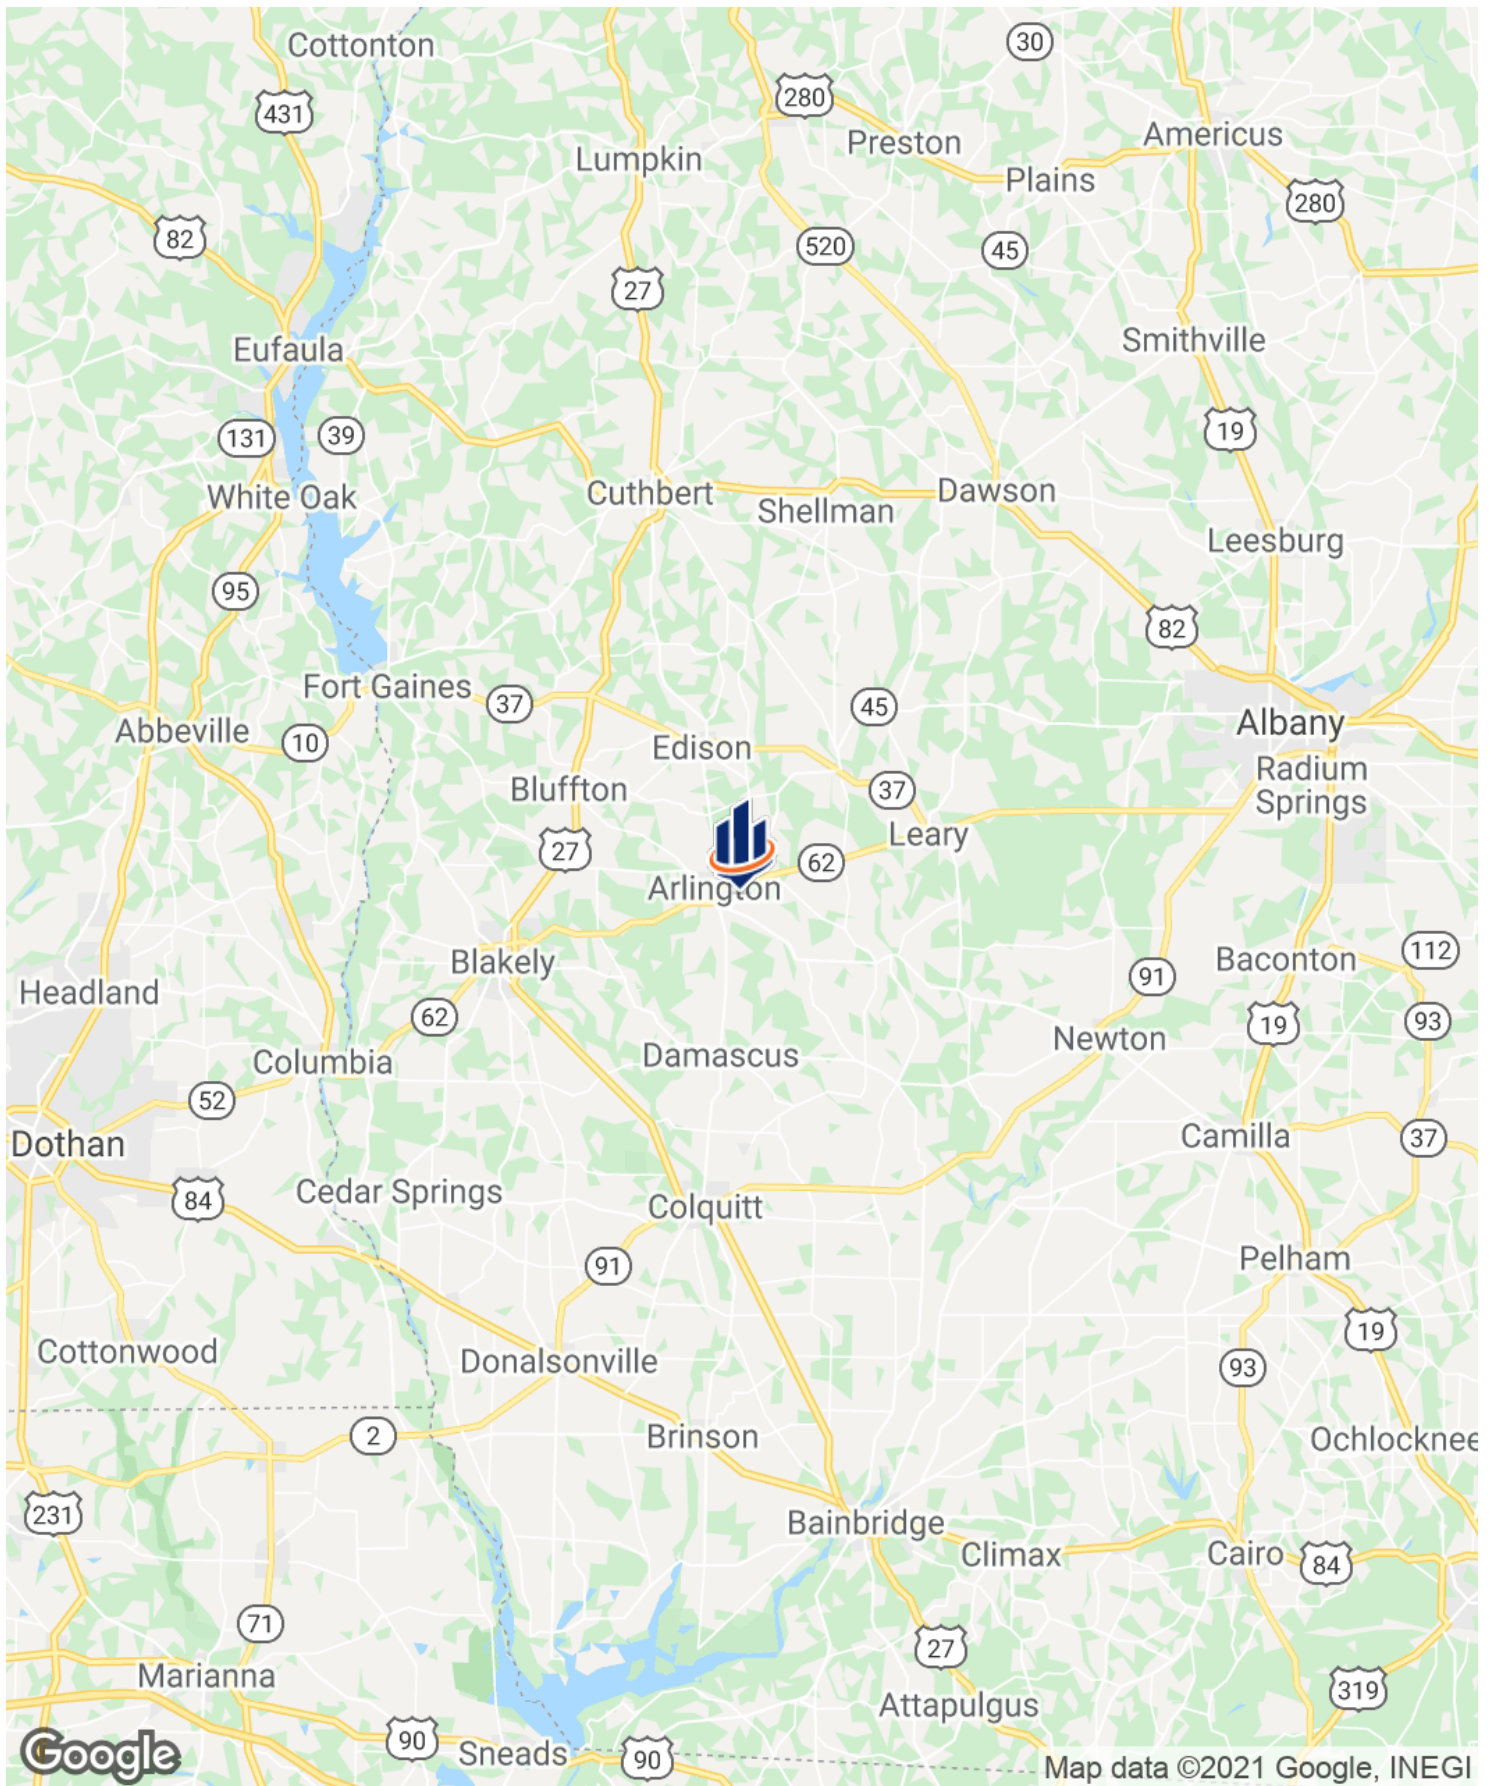 Cottonton
30
280
431
Americus
Preston
Lumpkin
Plains
280
82
520
45
27
Smithville
Eufaula
19
131
39
Cuthbert
Dawson
White Oak
Shellman
Leesburg
95
82
Fort Gaines
37
45
Albany
Abbeville
10
Edison
Radium
Springs
Bluffton
37
Leary
27
62
Arlington
112
Baconton
Blakely
91
Headland
62
19
93
Newton
Damascus
Columbia
52
Camilla
37
Dothan
84
Cedar Springs
Colquitt
Pelham
91
19
Cottonwood
Donalsonville
93
2
Brinson
Ochlocknee
231
Bainbridge
Climax
Cairo
84
71
27
Marianna
319
Attapulgus
90
Sneads
90
Google
Map data ©2021 Google, INEGI